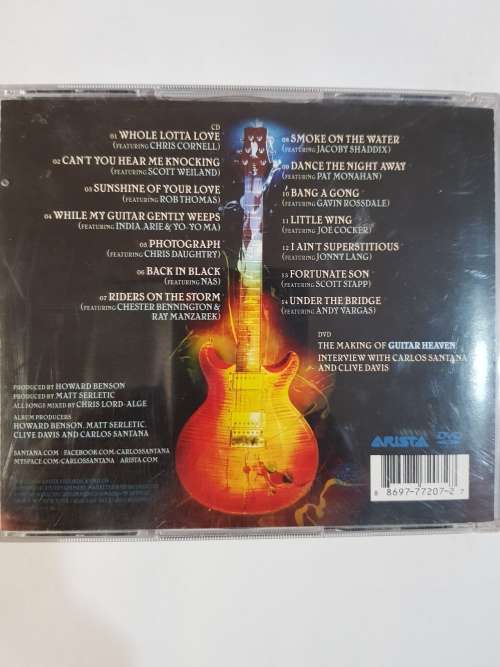 CD
01 WHOLE LOTTA LOVE
(FEATURING CHRIS CORNELL)
02 CAN'T YOU HEAR ME KNOCKING
(FEATURING SCOTT WEILAND)
03 SUNSHINE OF YOUR LOVE
(FEATURING ROB THOMAS)
04 WHILE MY GUITAR GENTLY WEEPS
(FEATURING INDIA.ARIE & YO-YO MA)
05 PHOTOGRAPH
(FEATURING CHRIS DAUGHTRY)
06 BACK IN BLACK
(FEATURING NAS)
07 RIDERS ON THE STORM
(FEATURING CHESTER BENNINGTON &
RAY MANZAREK)
08 SMOKE ON THE WATER
(FEATURING JACOBY SHADDIX)
09 DANCE THE NIGHT AWAY
(FEATURING PAT MONAHAN)
10 BANG A GONG
(FEATURING GAVIN ROSSDALE)
11 LITTLE WING
(FEATURING JOE COCKER)
12 I AIN'T SUPERSTITIOUS
(FEATURING JONNY LANG)
13 FORTUNATE SON
(FEATURING SCOTT STAPP)
14 UNDER THE BRIDGE
(FEATURING ANDY VARGAS)
DVD
THE MAKING OF GUITAR HEAVEN
INTERVIEW WITH CARLOS SANTANA
AND CLIVE DAVIS
PRODUCED BY HOWARD BENSON
PRODUCED BY MATT SERLETIC
ALL SONGS MIXED BY CHRIS LORD-ALGE
ALBUM PRODUCERS
HOWARD BENSON, MATT SERLETIC,
CLIVE DAVIS AND CARLOS SANTANA
SANTANA.COM FACEBOOK.COM/CARLOSSANTANA
MYSPACE.COM/CARLOSSANTANA ARISTA.COM
ARISTA DVD
8 8697-77207-2 7